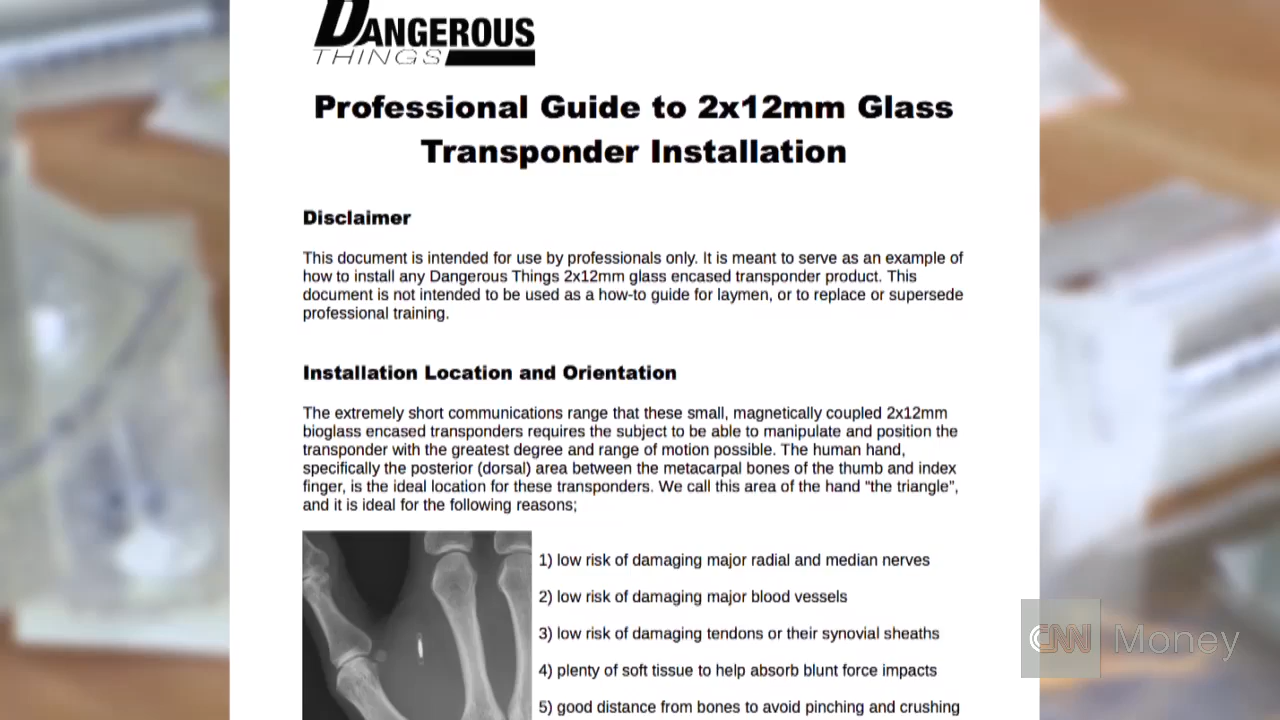 DANGEROUS
THINGS
Professional Guide to 2x12mm Glass
Transponder Installation
Disclaimer
This document is intended for use by professionals only. It is meant to serve as an example of
how to install any Dangerous Things 2x12mm glass encased transponder product. This
document is not intended to be used as a how-to guide for laymen, or to replace or supersede
professional training.
Installation Location and Orientation
The extremely short communications range that these small, magnetically coupled 2x12mm
bioglass encased transponders requires the subject to be able to manipulate and position the
transponder with the greatest degree and range of motion possible. The human hand,
specifically the posterior (dorsal) area between the metacarpal bones of the thumb and index
finger, is the ideal location for these transponders. We call this area of the hand "the triangle",
and it is ideal for the following reasons;
1) low risk of damaging major radial and median nerves
2) low risk of damaging major blood vessels
3) low risk of damaging tendons or their synovial sheaths
4) plenty of soft tissue to help absorb blunt force impacts
5) good distance from bones to avoid pinching and crushing
CNN Money